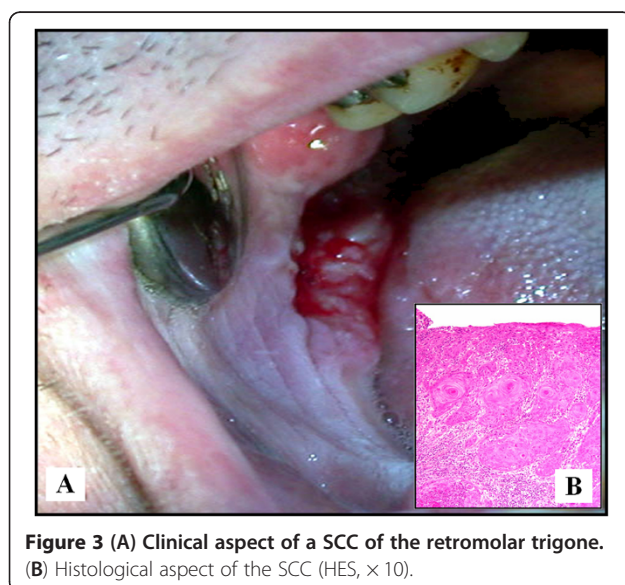 A
B
Figure 3 (A) Clinical aspect of a SCC of the retromolar trigone.
(B) Histological aspect of the SCC (HES, × 10).